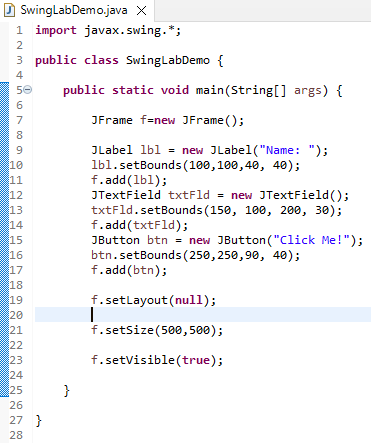 SwingLabDemo.java
1 import javax.swing.*;
2
3 public class SwingLabDemo {
4
5 public static void main(String[] args) {
6
7 JFrame f=new JFrame();
8
9 JLabel lbl = new JLabel("Name: ");
10 lbl.setBounds(100,100,40, 40);
11 f.add(lbl);
12 JTextField txtFld = new JTextField();
13 txtFld.setBounds(150, 100, 200, 30);
14 f.add(txtFld);
15 JButton btn = new JButton("Click Me!");
16 btn.setBounds(250,250,90, 40);
17 f.add(btn);
18
19 f.setLayout(null);
20
21 f.setSize(500,500);
22
23 f.setVisible(true);
24
25 }
26
27 }
28